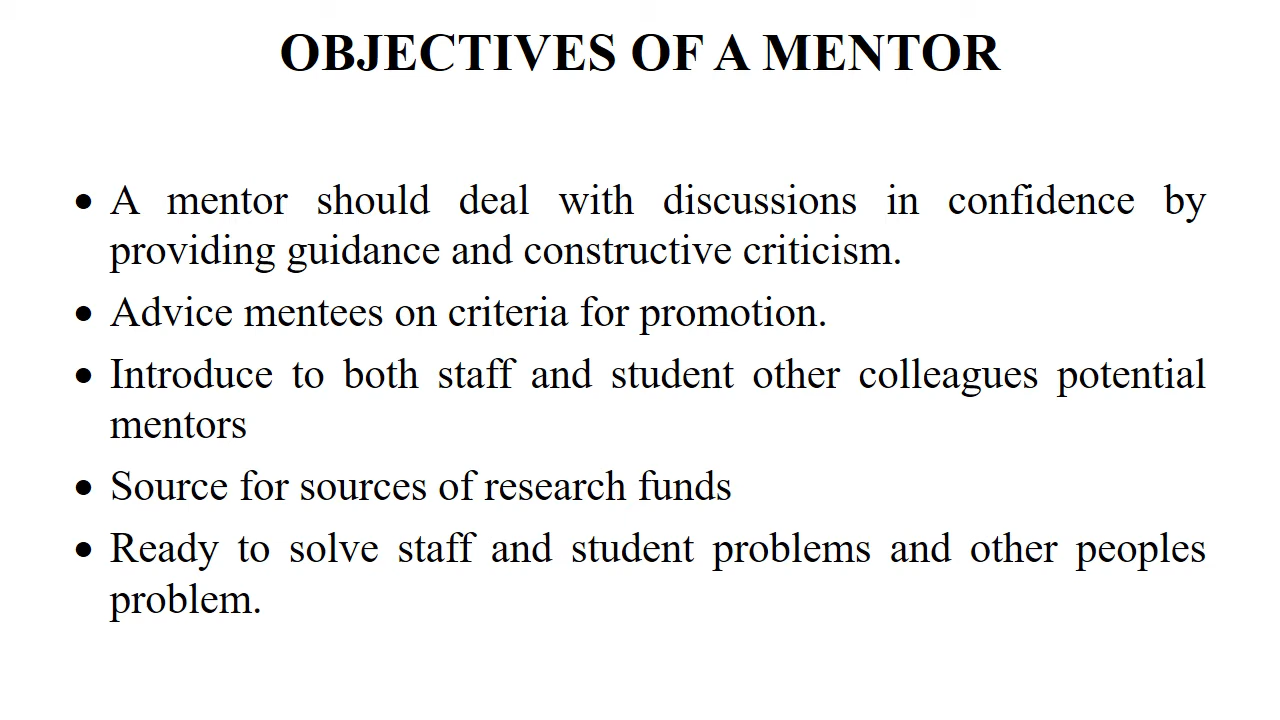 OBJECTIVES OF A MENTOR
• A mentor should deal with discussions in confidence by
providing guidance and constructive criticism.
• Advice mentees on criteria for promotion.
• Introduce to both staff and student other colleagues potential
mentors
• Source for sources of research funds
• Ready to solve staff and student problems and other peoples
problem.